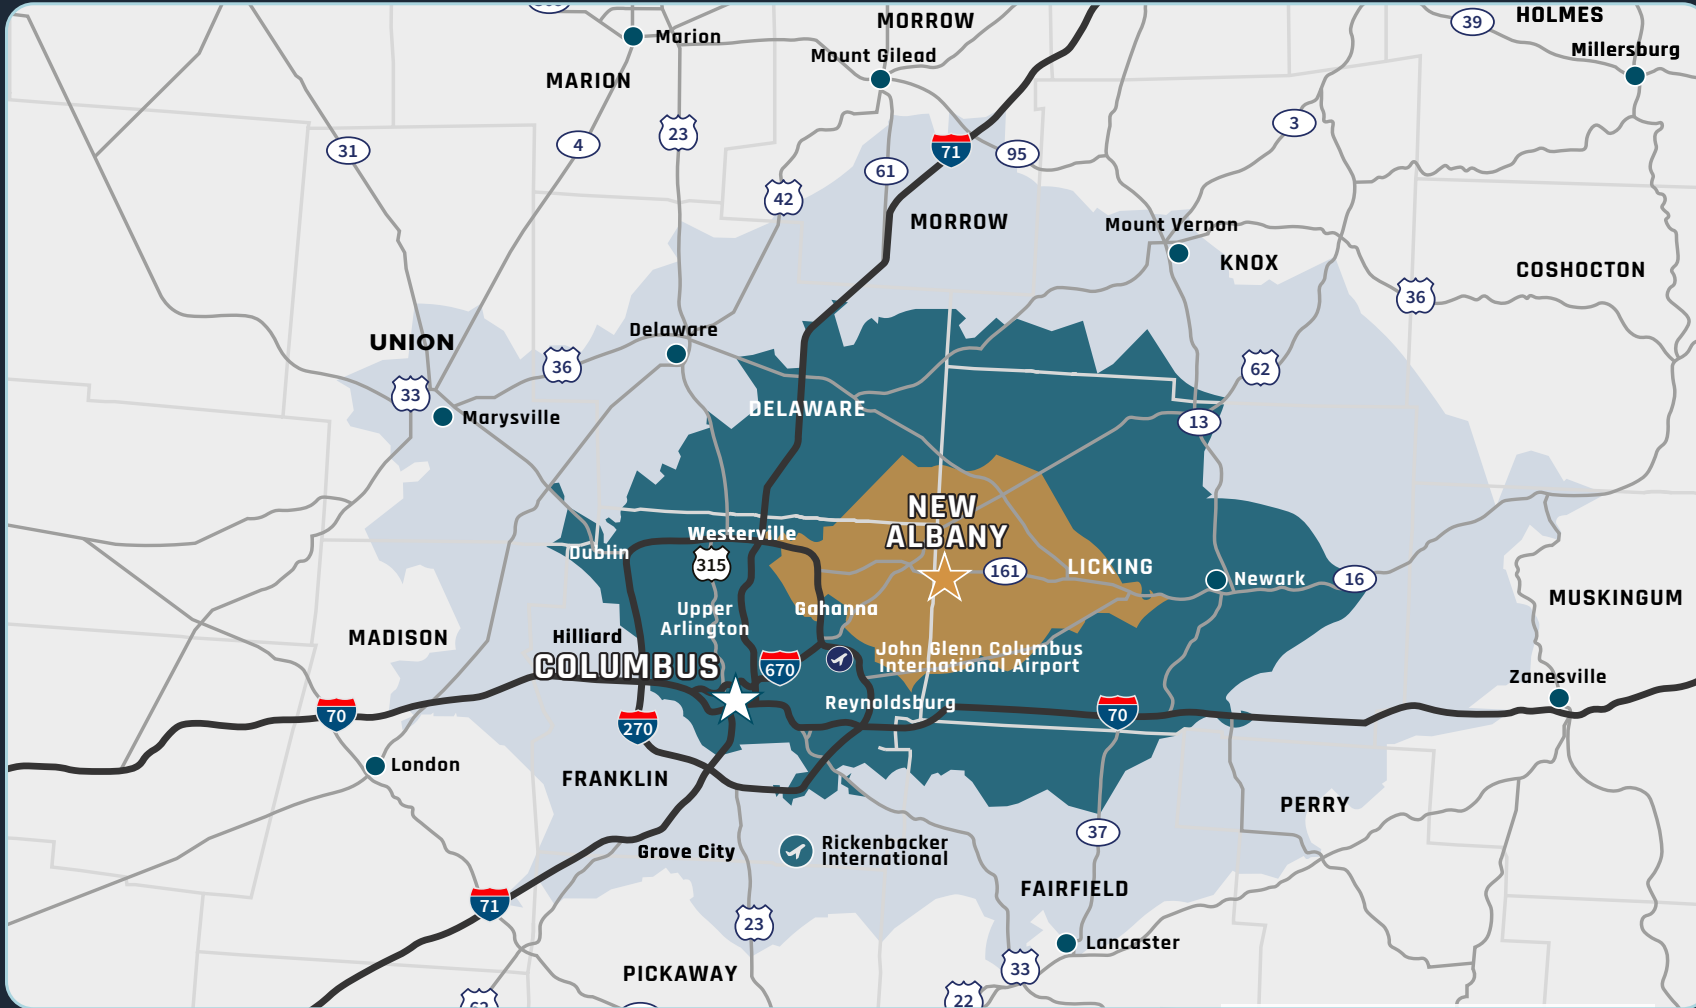 MORROW
HOLMES
39
Marion
Mount Gilead
Millersburg
MARION
3
23
31
4
71
95
61
42
MORROW
Mount Vernon
KNOX
COSHOCTON
36
Delaware
UNION
36
62
33
DELAWARE
Marysville
13
NEW
ALBANY
Westerville
Dublin
315
161
LICKING
Newark
16
MUSKINGUM
Upper
Arlington
Gahanna
Hilliard
MADISON
COLUMBUS
670
John Glenn Columbus
International Airport
Zanesville
Reynoldsburg
70
70
270
London
FRANKLIN
PERRY
37
Rickenbacker
International
Grove City
FAIRFIELD
71
23
Lancaster
33
PICKAWAY
22